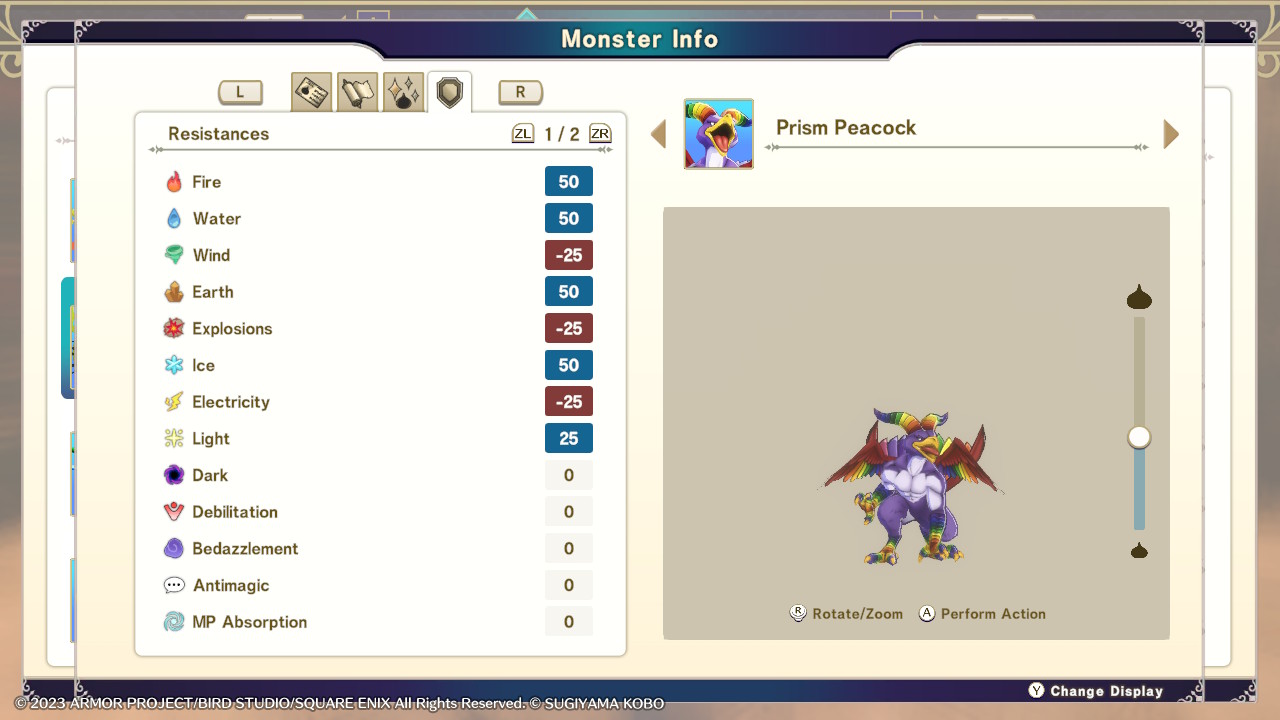 Monster Info
L
R
Resistances
ZL 1 / 2 ZR
Fire 50
Water 50
Wind -25
Earth 50
Explosions -25
Ice 50
Electricity -25
Light 25
Dark 0
Debilitation 0
Bedazzlement 0
Antimagic 0
MP Absorption 0
Prism Peacock
R Rotate/Zoom A Perform Action
Y Change Display
© 2023 ARMOR PROJECT/BIRD STUDIO/SQUARE ENIX All Rights Reserved. © SUGIYAMA KOBO